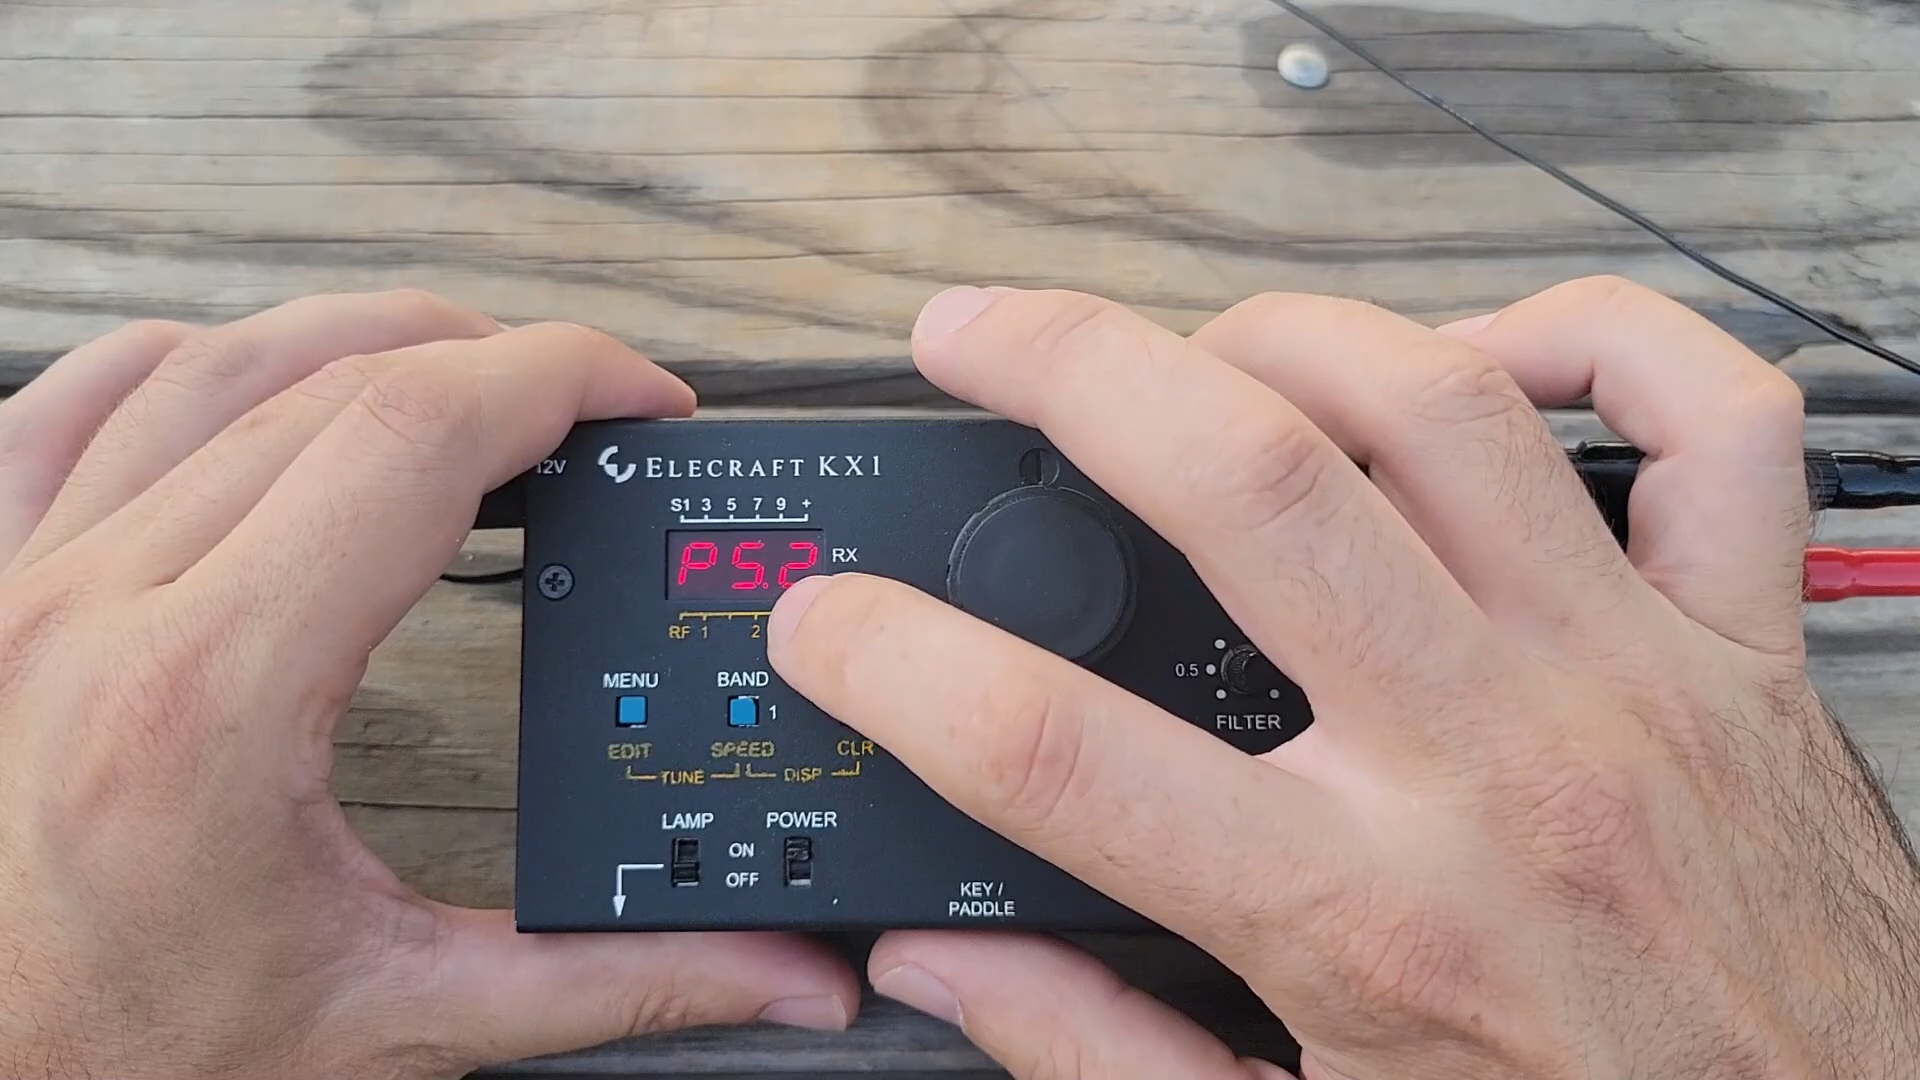 12V ELECRAFT KX1
S1 3 5 7 9 +
P5.2 RX
RF 1 2
MENU BAND
1
EDIT SPEED CLR
TUNE DISP
LAMP POWER
ON
OFF
KEY /
PADDLE
0.5
FILTER